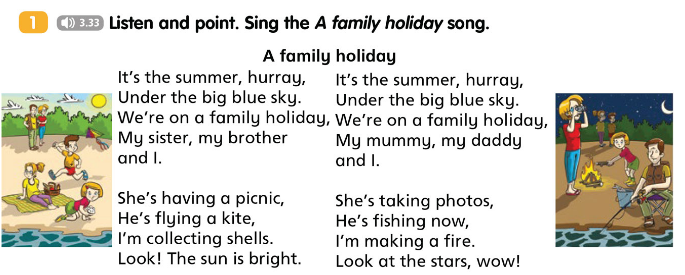 1 3.33 Listen and point. Sing the A family holiday song.
A family holiday
It's the summer, hurray,
Under the big blue sky.
We're on a family holiday,
My sister, my brother
and I.
She's having a picnic,
He's flying a kite,
I'm collecting shells.
Look! The sun is bright.
It's the summer, hurray,
Under the big blue sky.
We're on a family holiday,
My mummy, my daddy
and I.
She's taking photos,
He's fishing now,
I'm making a fire.
Look at the stars, wow!